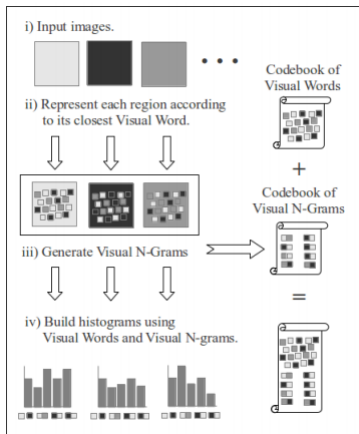 i) Input images.
Codebook of
Visual Words
ii) Represent each region according
to its closest Visual Word.
+
Codebook of
Visual N-Grams
iii) Generate Visual N-Grams
=
iv) Build histograms using
Visual Words and Visual N-grams.